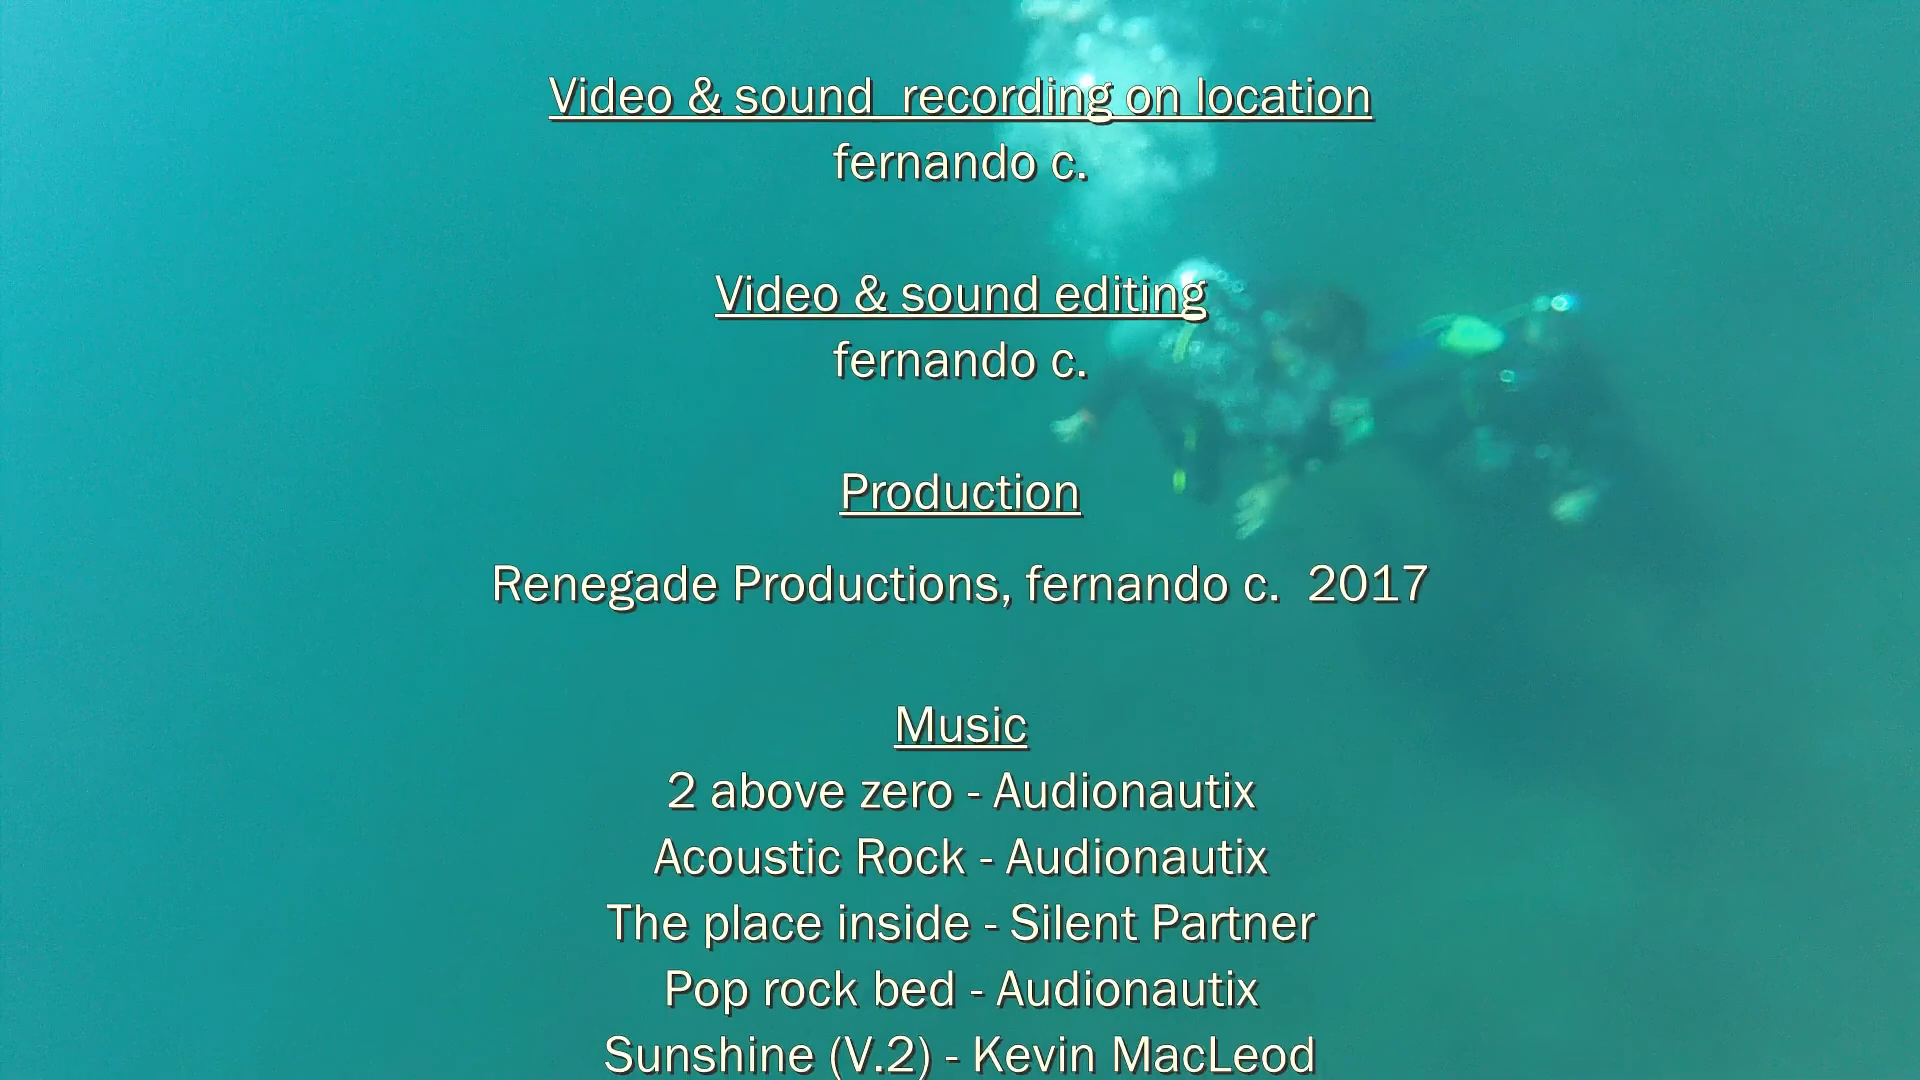 Video & sound  recording on location
fernando c.
Video & sound editing
fernando c.
Production
Renegade Productions, fernando c.  2017
Music
2 above zero - Audionautix
Acoustic Rock - Audionautix
The place inside - Silent Partner
Pop rock bed - Audionautix
Sunshine (V.2) - Kevin MacLeod